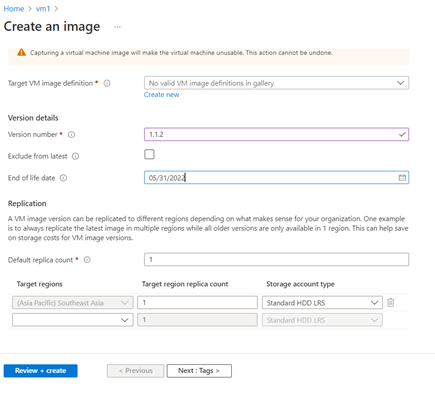 Home > vm1 >
Create an image ...
Capturing a virtual machine image will make the virtual machine unusable. This action cannot be undone.
Target VM image definition *
No valid VM image definitions in gallery
Create new
Version details
Version number *
1.1.2
Exclude from latest
End of life date
05/31/2022
Replication
A VM image version can be replicated to different regions depending on what makes sense for your organization. One example
is to always replicate the latest image in multiple regions while all older versions are only available in 1 region. This can help save
on storage costs for VM image versions.
Default replica count *
1
Target regions Target region replica count Storage account type
(Asia Pacific) Southeast Asia 1 Standard HDD LRS
1 Standard HDD LRS
Review + create < Previous Next : Tags >